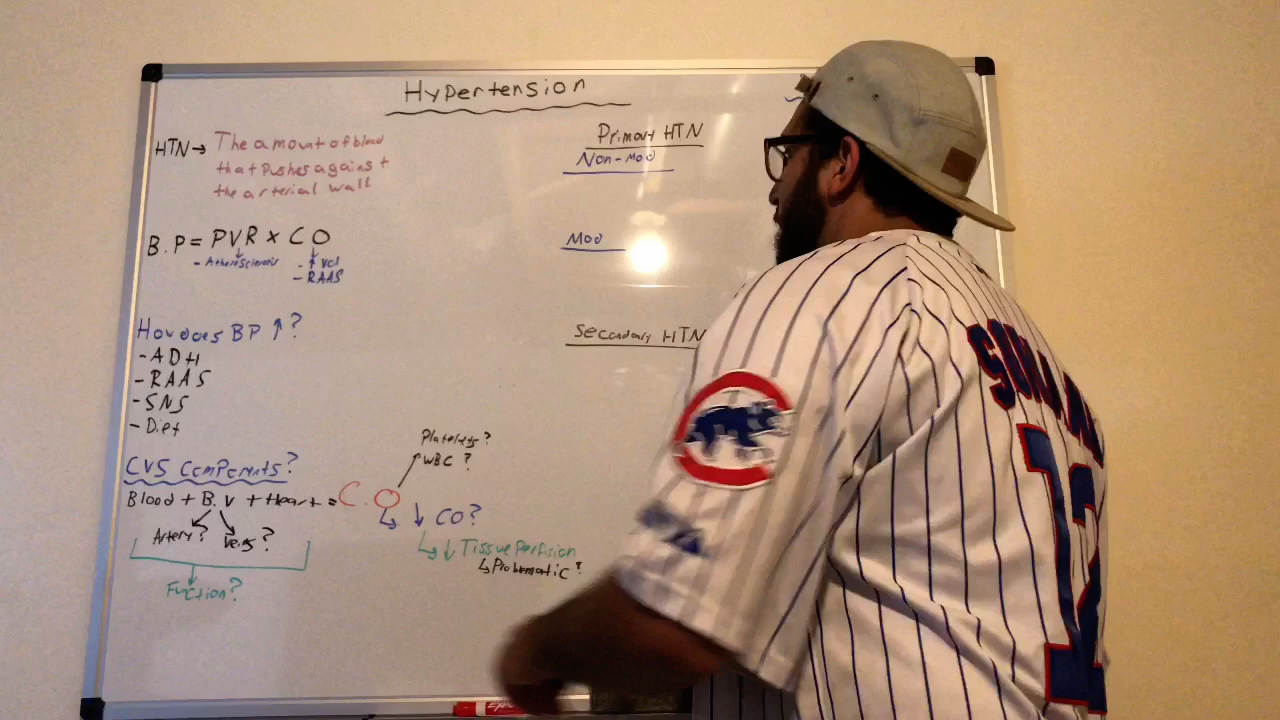 Hypertension
HTN→ The amount of blood
that pushes against
the arterial wall
B.P = PVR x CO
- Atherosclerosis
- ↑ Vol
- RAAS
How does BP ↑ ?
- ADH
- RAAS
- SNS
- Diet
CVS Components?
Blood + B.V + Heart = C.O
Artery?
Veins?
Function?
Platelets?
WBC ?
↓ CO?
↓ Tissue Perfusion
↳ Problematic?
Primary HTN
Non-Mod
Mod
Secondary HTN
12